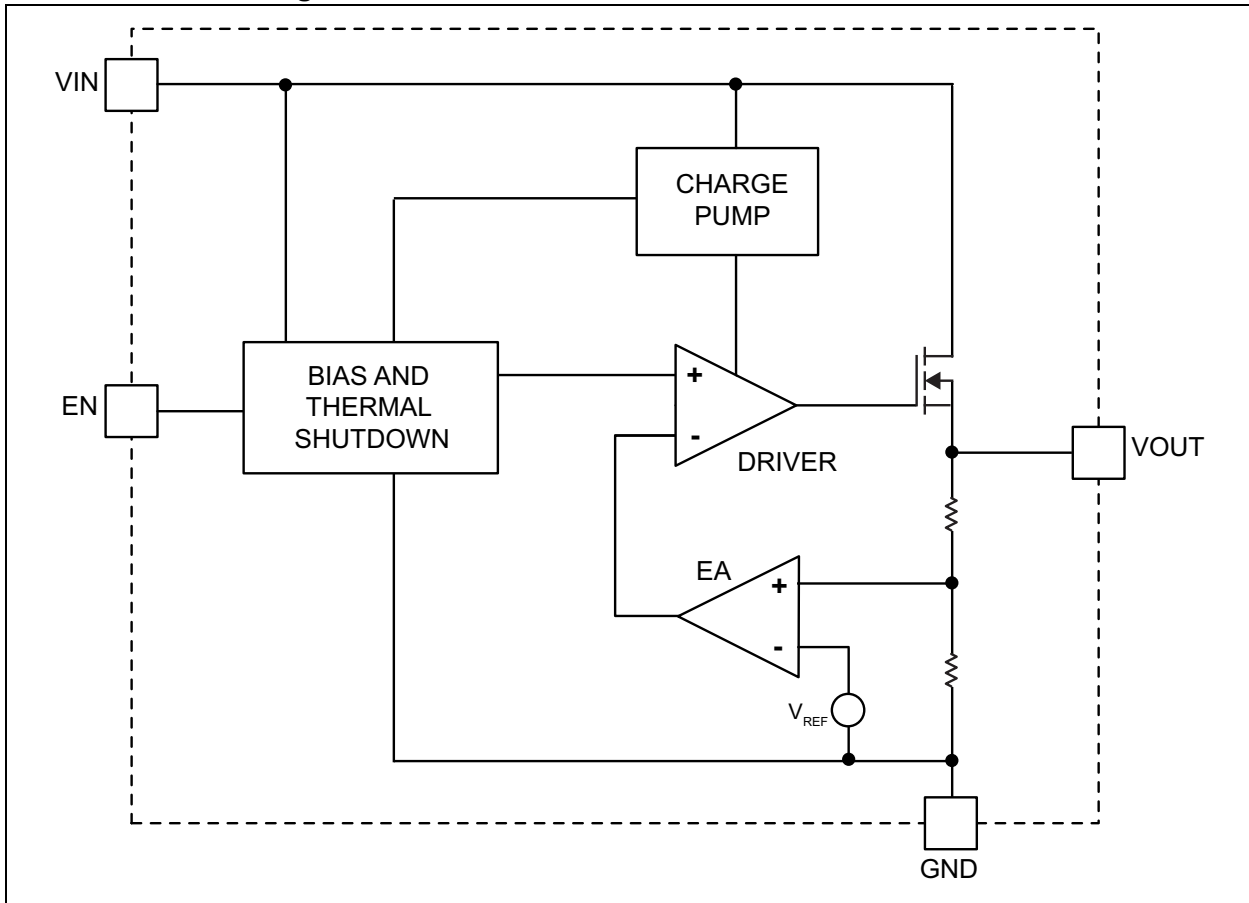 VIN
CHARGE
PUMP
BIAS AND
THERMAL
SHUTDOWN
EN
+
-
DRIVER
VOUT
EA
+
-
VREF
GND